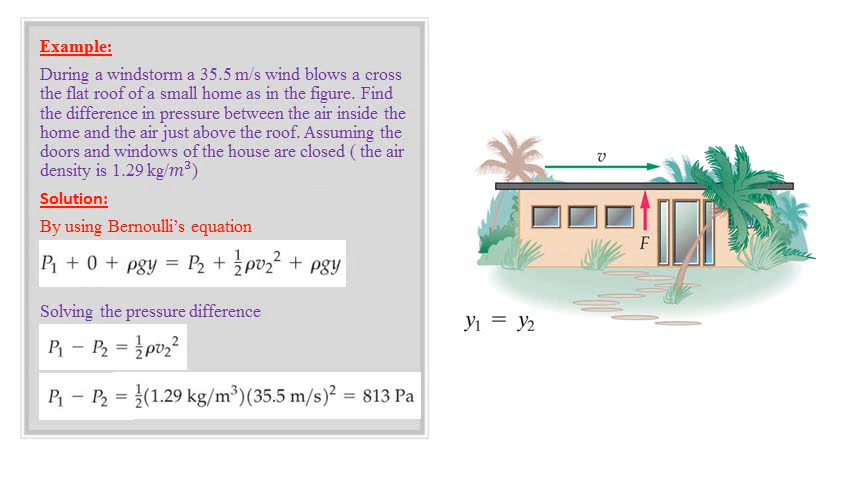 Example:
During a windstorm a 35.5 m/s wind blows a cross
the flat roof of a small home as in the figure. Find
the difference in pressure between the air inside the
home and the air just above the roof. Assuming the
doors and windows of the house are closed ( the air
density is 1.29 kg/m³)
Solution:
By using Bernoulli's equation
P₁ + 0 + ρgy = P₂ + ½ρv₂² + ρgy
Solving the pressure difference
P₁ − P₂ = ½ρv₂²
P₁ − P₂ = ½(1.29 kg/m³)(35.5 m/s)² = 813 Pa
v
F
y₁ = y₂